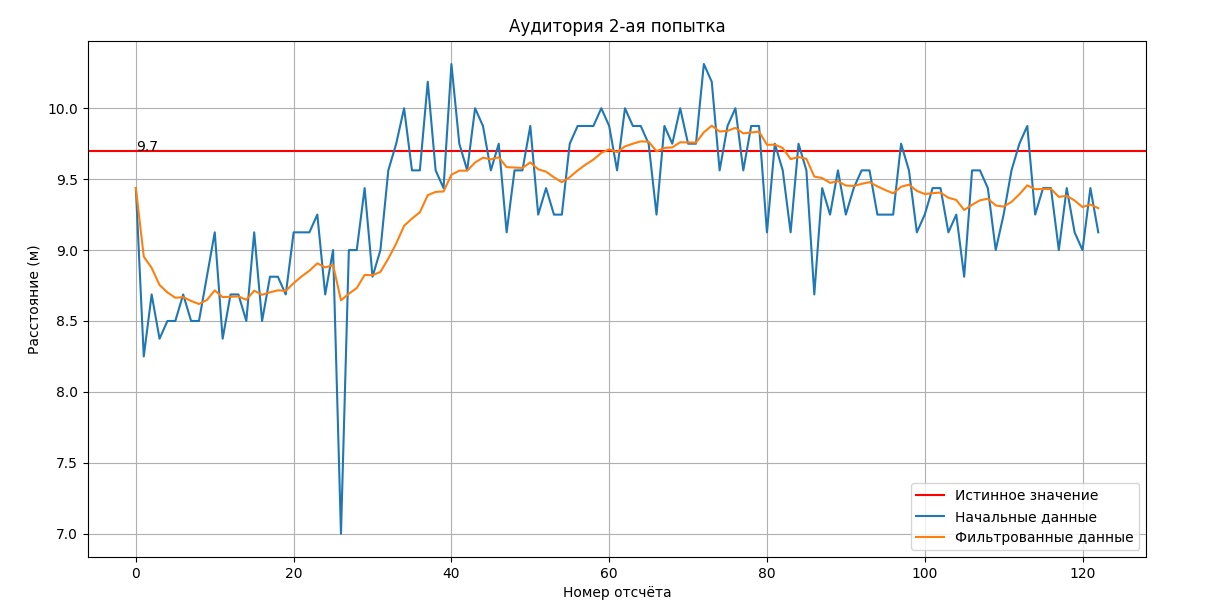 Аудитория 2-ая попытка
Расстояние (м)
10.0
9.5
9.0
8.5
8.0
7.5
7.0
9.7
Истинное значение
Начальные данные
Фильтрованные данные
0 20 40 60 80 100 120
Номер отсчёта